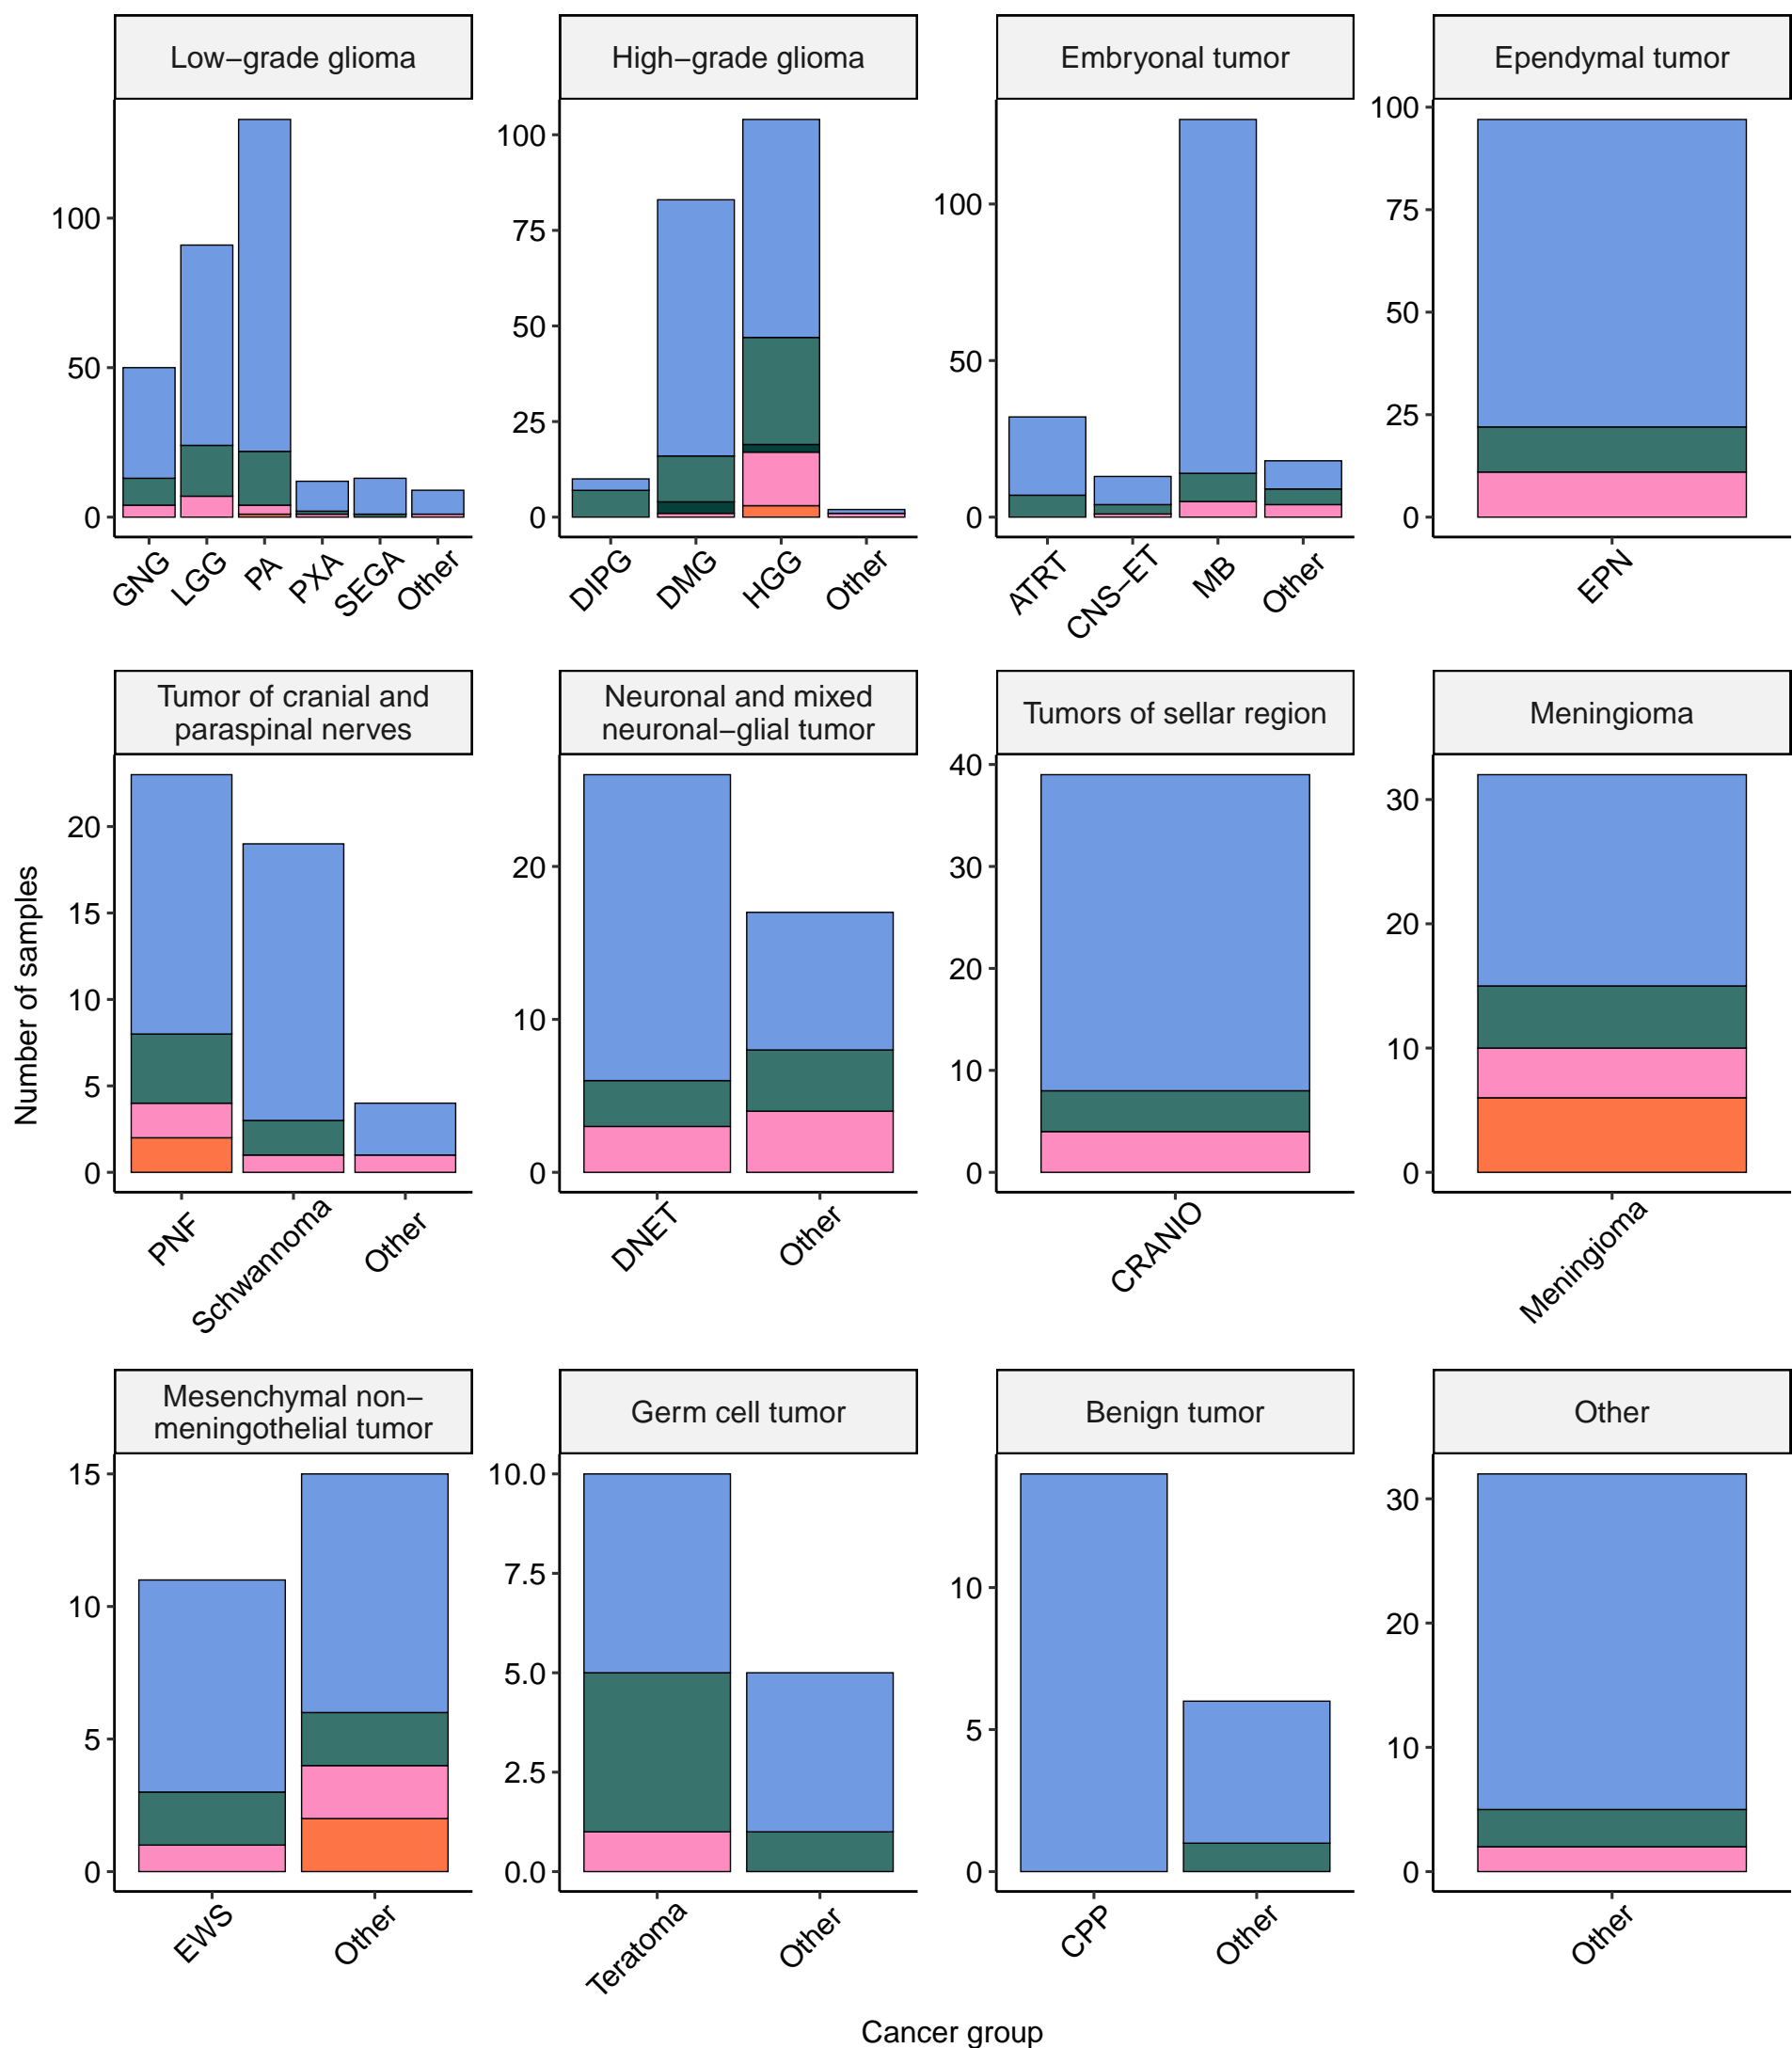 Low−grade glioma
High−grade glioma
Embryonal tumor
Ependymal tumor
100
50
0
GNG
LGG
PA
PXA
SEGA
Other
100
75
50
25
0
DIPG
DMG
HGG
Other
100
50
0
ATRT
CNS−ET
MB
Other
100
75
50
25
0
EPN
Number of samples
Tumor of cranial and
paraspinal nerves
Neuronal and mixed
neuronal−glial tumor
Tumors of sellar region
Meningioma
20
15
10
5
0
PNF
Schwannoma
Other
20
10
0
DNET
Other
40
30
20
10
0
CRANIO
30
20
10
0
Meningioma
Mesenchymal non−
meningothelial tumor
Germ cell tumor
Benign tumor
Other
15
10
5
0
EWS
Other
10.0
7.5
5.0
2.5
0.0
Teratoma
Other
10
5
0
CPP
Other
30
20
10
0
Other
Cancer group